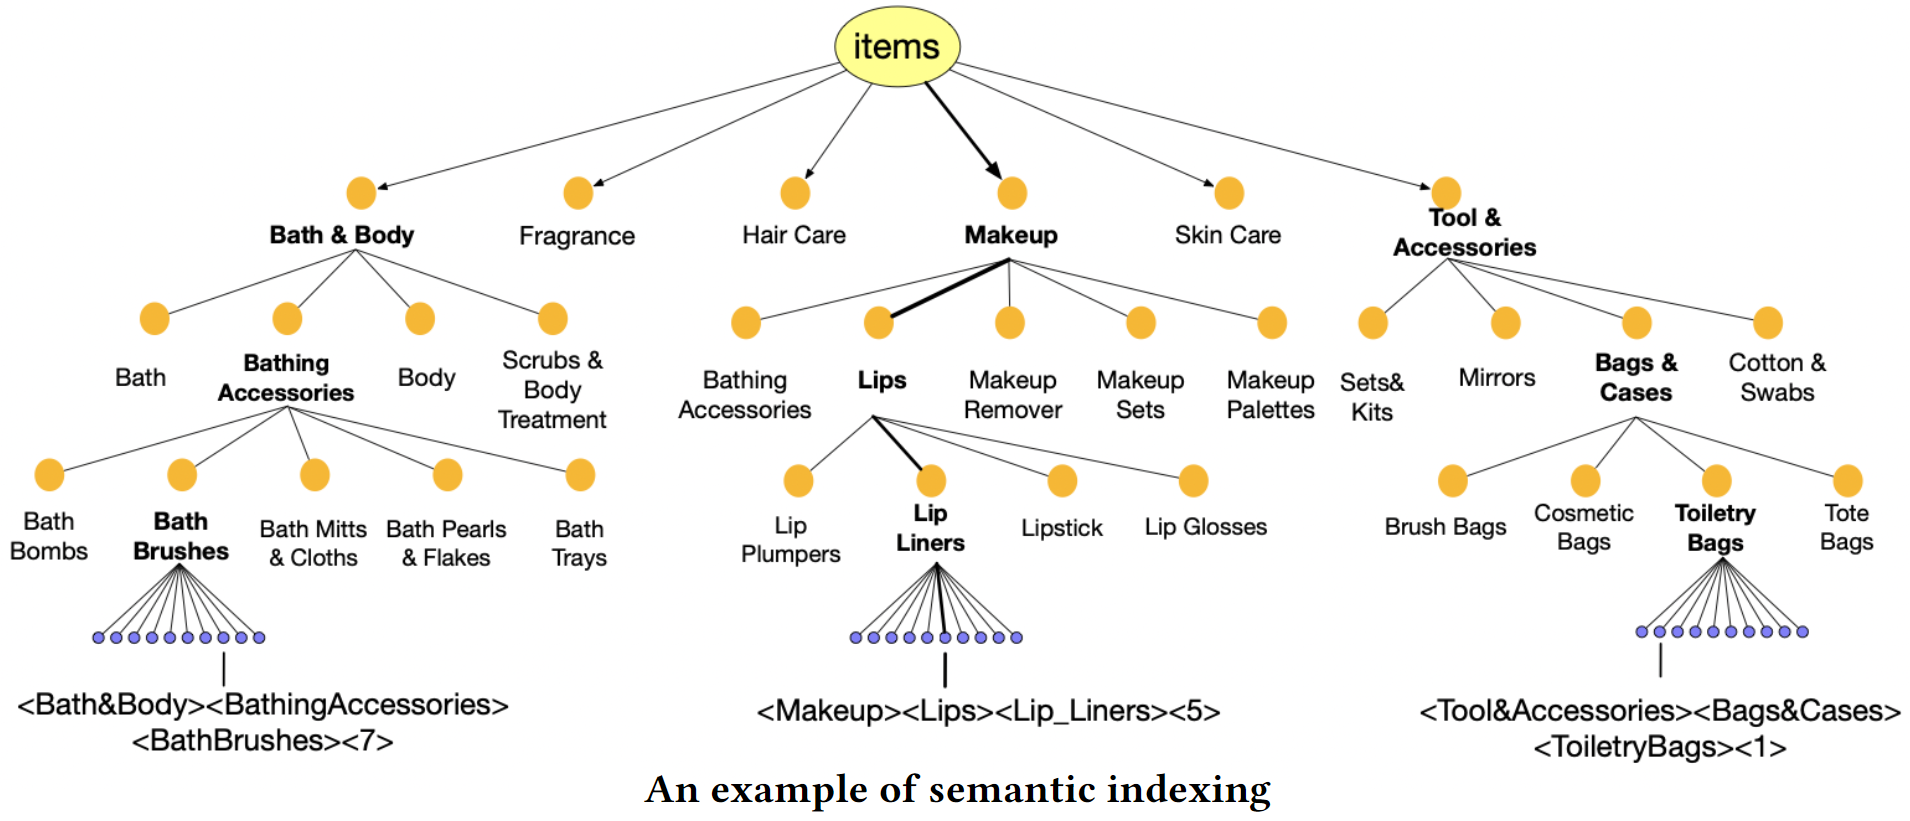 items
Bath & Body
Fragrance
Hair Care
Makeup
Skin Care
Tool &
Accessories
Bath
Bathing
Accessories
Body
Scrubs &
Body
Treatment
Bathing
Accessories
Lips
Makeup
Remover
Makeup
Sets
Makeup
Palettes
Sets&
Kits
Mirrors
Bags &
Cases
Cotton &
Swabs
Bath
Bombs
Bath
Brushes
Bath Mitts
& Cloths
Bath Pearls
& Flakes
Bath
Trays
Lip
Plumpers
Lip
Liners
Lipstick
Lip Glosses
Brush Bags
Cosmetic
Bags
Toiletry
Bags
Tote
Bags
<Bath&Body><BathingAccessories>
<BathBrushes><7>
<Makeup><Lips><Lip_Liners><5>
<Tool&Accessories><Bags&Cases>
<ToiletryBags><1>
An example of semantic indexing